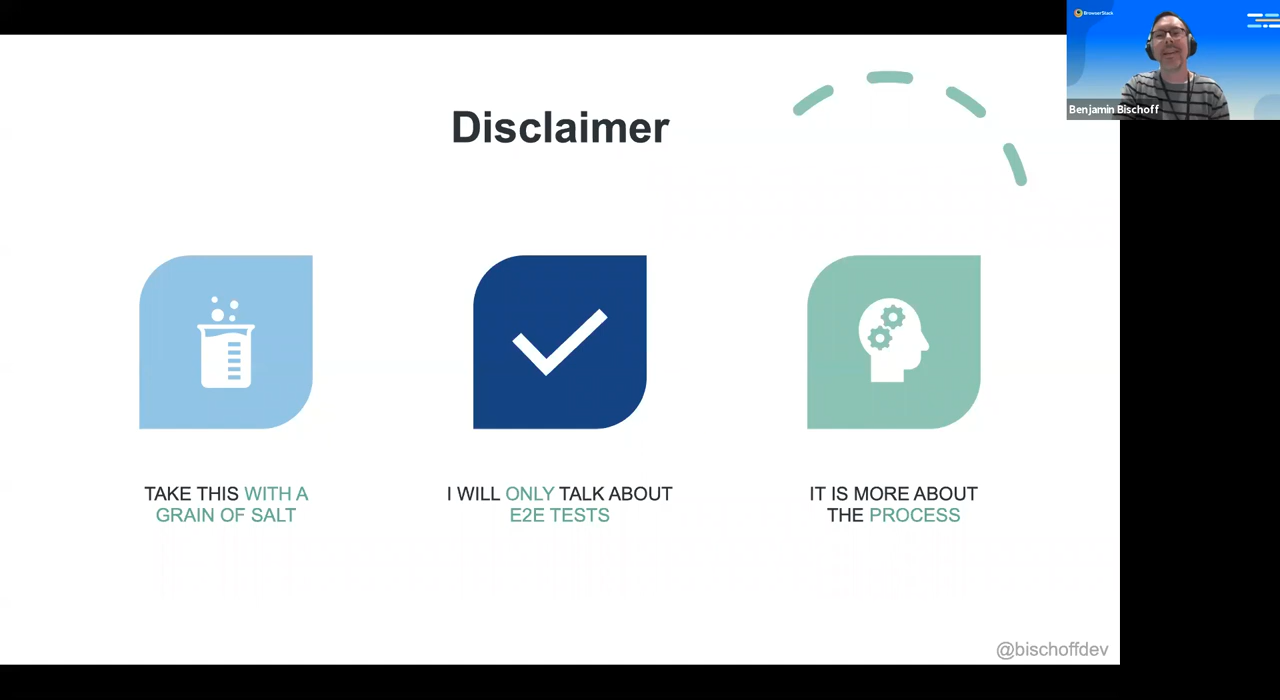 BrowserStack
Benjamin Bischoff
Disclaimer
TAKE THIS WITH A
GRAIN OF SALT
I WILL ONLY TALK ABOUT
E2E TESTS
IT IS MORE ABOUT
THE PROCESS
@bischoffdev